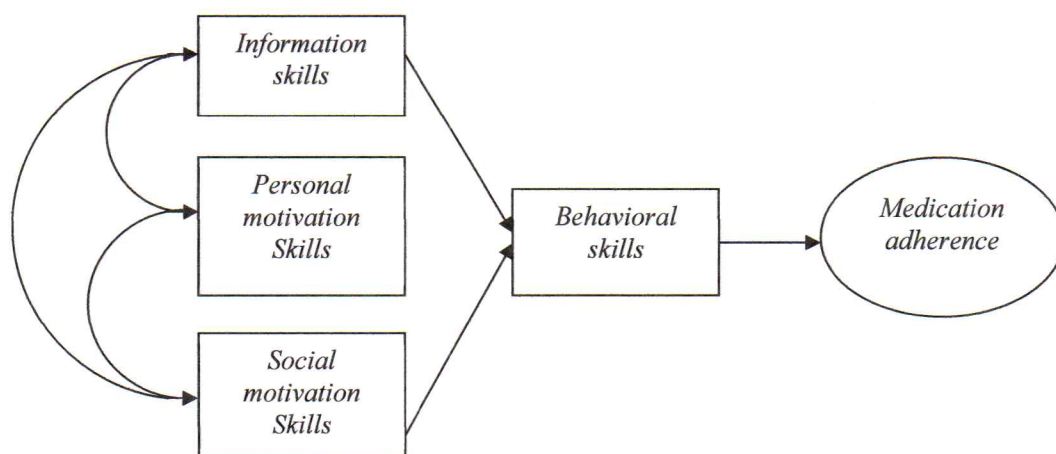 Information
skills
Personal
motivation
Skills
Behavioral
skills
Medication
adherence
Social
motivation
Skills